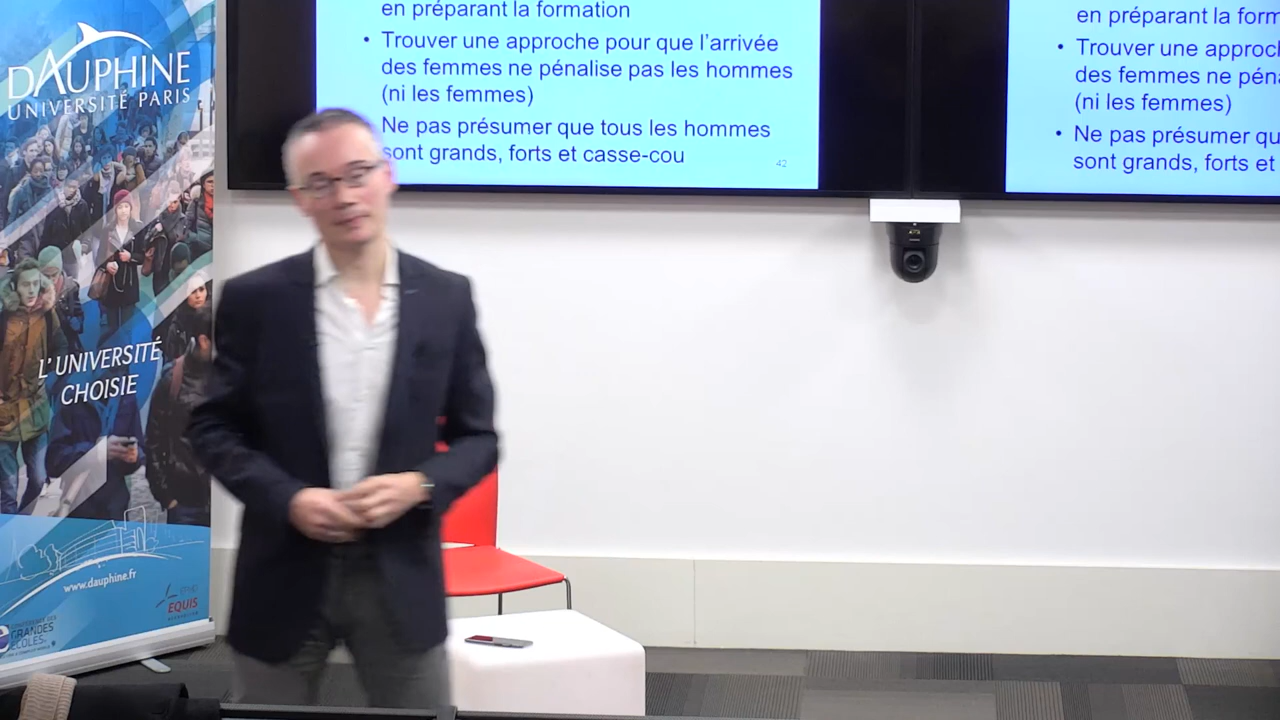 DAUPHINE
UNIVERSITÉ PARIS
L'UNIVERSITÉ
CHOISIE
www.dauphine.fr
EQUIS
CONFÉRENCE DES
GRANDES
ÉCOLES
en préparant la formation
• Trouver une approche pour que l'arrivée
des femmes ne pénalise pas les hommes
(ni les femmes)
Ne pas présumer que tous les hommes
sont grands, forts et casse-cou
42
en préparant la form
• Trouver une approc
des femmes ne péna
(ni les femmes)
• Ne pas présumer qu
sont grands, forts et